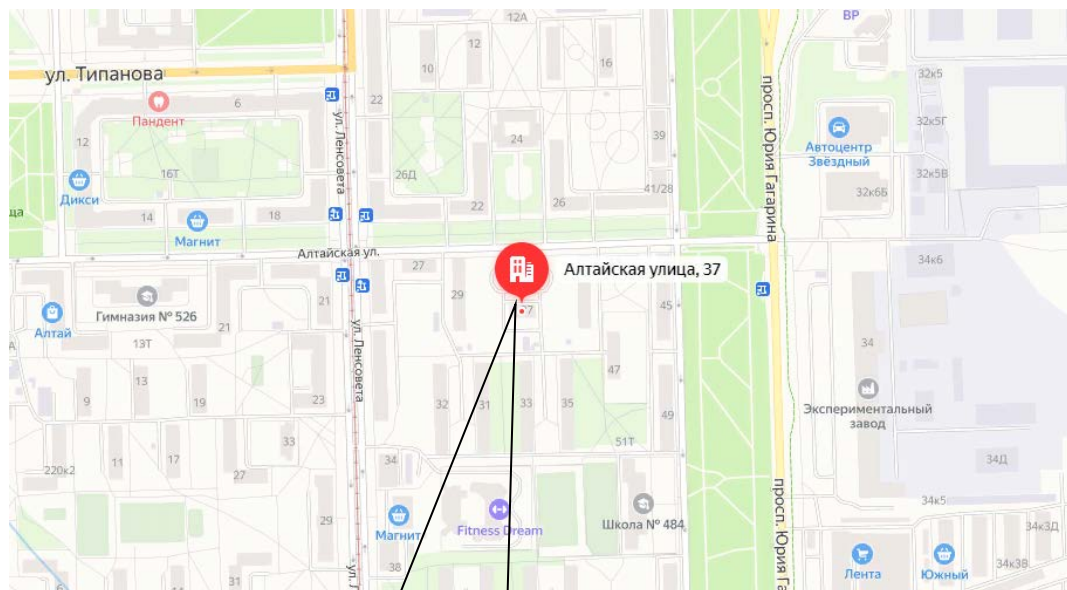 12А
ВР
12
ул. Типанова
10
16
32к5
6
22
Пандент
просп. Юрия Гагарина
32к5Г
12
ул. Ленсовета
24
39
Автоцентр
Звёздный
16Т
26Д
32к5В
Дикси
41/28
32к6Б
ща
14
18
22
26
Магнит
Алтайская ул.
34к6
27
Алтайская улица, 37
29
21
45
Гимназия № 526
Алтай
21
34
13Т
ул. Ленсовета
47
13
9
19
23
32
31
33
35
49
Экспериментальный
завод
33
51Т
11
17
34
34Д
220к2
27
просп. Юрия Га
34к5
29
Магнит
Fitness Dream
Школа № 484
34к3Д
38
Лента
Южный
34к3В
31
6
ул. Л